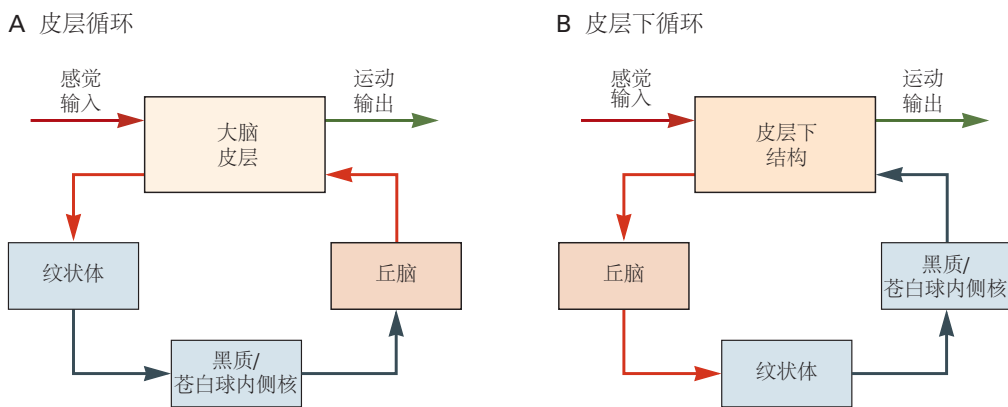 A 皮层循环
感觉
输入
运动
输出
大脑
皮层
纹状体
丘脑
黑质/
苍白球内侧核
B 皮层下循环
感觉
输入
运动
输出
皮层下
结构
丘脑
黑质/
苍白球内侧核
纹状体